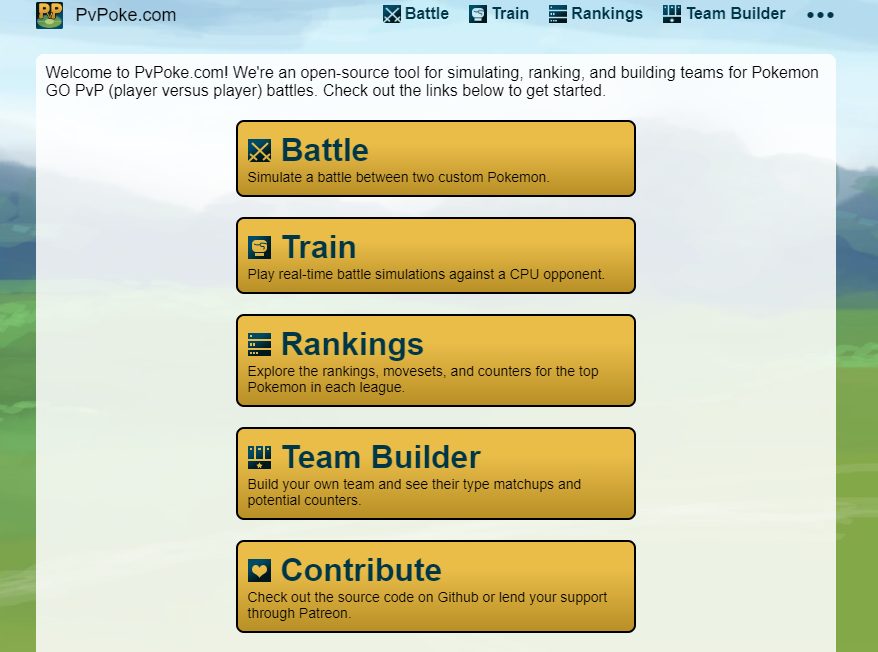 PvPoke.com
Battle
Train
Rankings
Team Builder
Welcome to PvPoke.com! We're an open-source tool for simulating, ranking, and building teams for Pokemon
GO PvP (player versus player) battles. Check out the links below to get started.
Battle
Simulate a battle between two custom Pokemon.
Train
Play real-time battle simulations against a CPU opponent.
Rankings
Explore the rankings, movesets, and counters for the top
Pokemon in each league.
Team Builder
Build your own team and see their type matchups and
potential counters.
Contribute
Check out the source code on Github or lend your support
through Patreon.